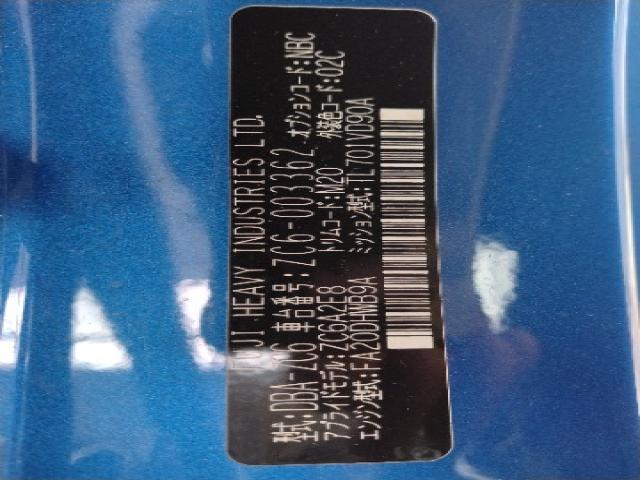 FUJI HEAVY INDUSTRIES LTD.
型式:DBA-ZC6 車台番号:ZC6-003362 オプションコード:NBC
アプライドモデル:ZC6A2E8 トリムコード:M20 外装色コード:02C
エンジン型式:FA20DHWB9A ミッション型式:TL701VD90A